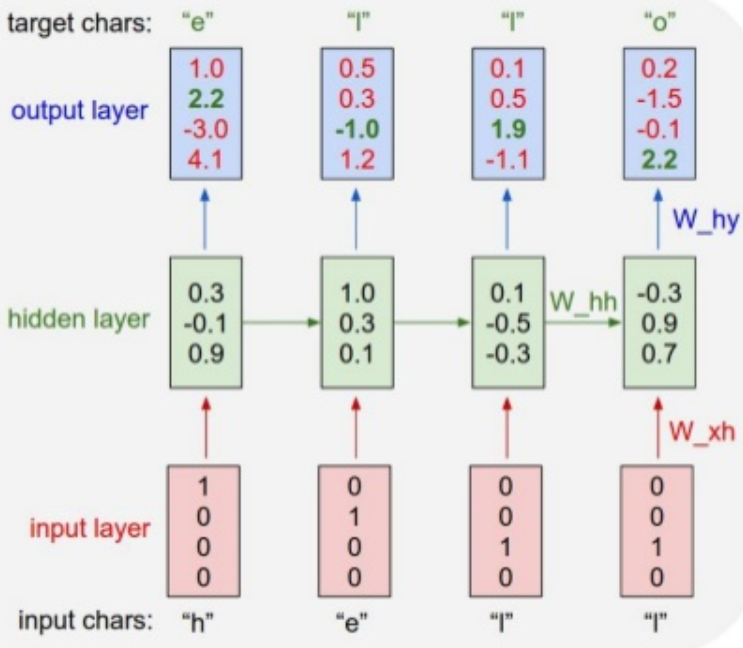 target chars: “e” “l” “l” “o”
output layer
1.0 0.5 0.1 0.2
2.2 0.3 0.5 -1.5
-3.0 -1.0 1.9 -0.1
4.1 1.2 -1.1 2.2
W_hy
hidden layer
0.3 1.0 0.1 -0.3
-0.1 0.3 -0.5 0.9
0.9 0.1 -0.3 0.7
W_hh
W_xh
input layer
1 0 0 0
0 1 0 0
0 0 1 1
0 0 0 0
input chars: “h” “e” “l” “l”